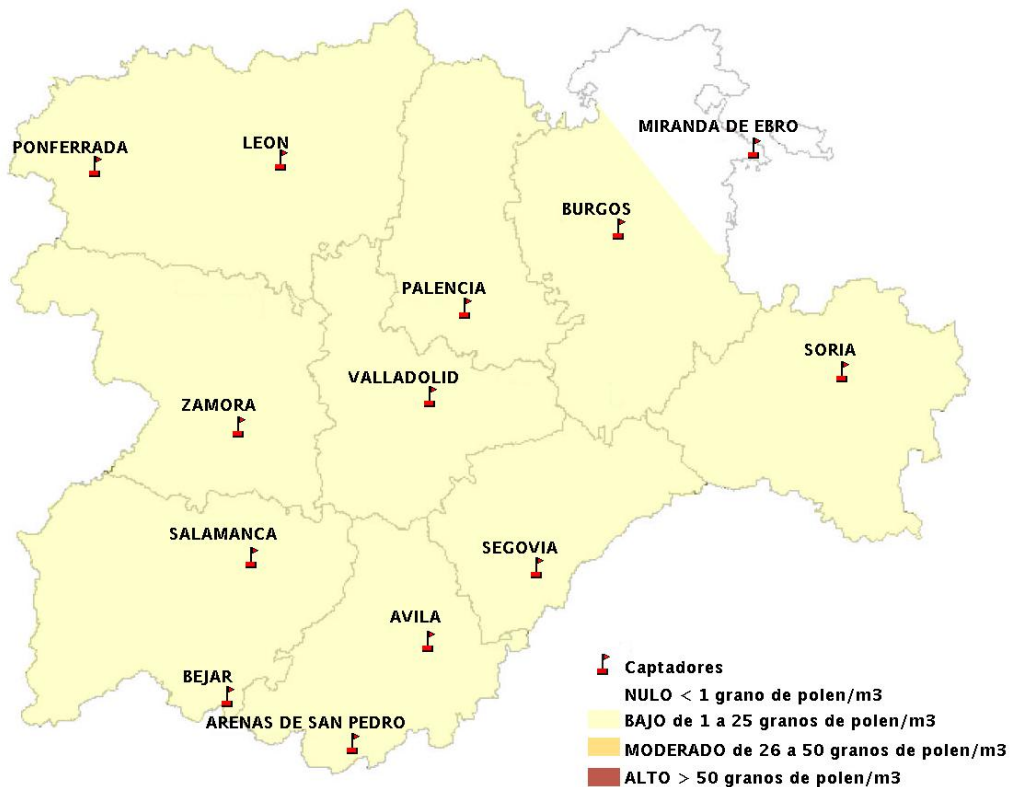 MIRANDA DE EBRO
PONFERRADA
LEON
BURGOS
PALENCIA
SORIA
VALLADOLID
ZAMORA
SALAMANCA
SEGOVIA
AVILA
BEJAR
ARENAS DE SAN PEDRO
Captadores
NULO < 1 grano de polen/m3
BAJO de 1 a 25 granos de polen/m3
MODERADO de 26 a 50 granos de polen/m3
ALTO > 50 granos de polen/m3